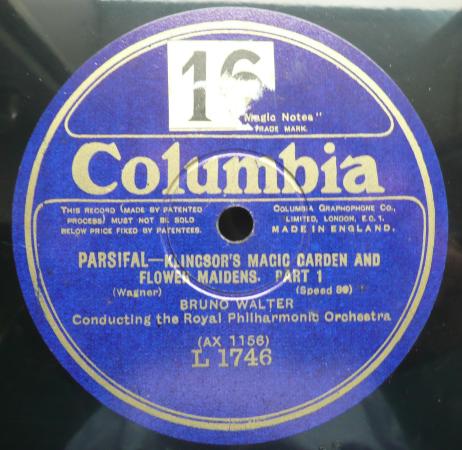 16
Magic Notes"
TRADE MARK.
Columbia
THIS RECORD (MADE BY PATENTED
PROCESS) MUST NOT BE SOLD
BELOW PRICE FIXED BY PATENTEES.
COLUMBIA GRAPHOPHONE CO.,
LIMITED, LONDON, E.C. 1.
MADE IN ENGLAND.
PARSIFAL—KLINGSOR'S MAGIC GARDEN AND
FLOWER MAIDENS. PART 1
(Wagner) (Speed 80)
BRUNO WALTER
Conducting the Royal Philharmonic Orchestra
(AX 1156)
L 1746